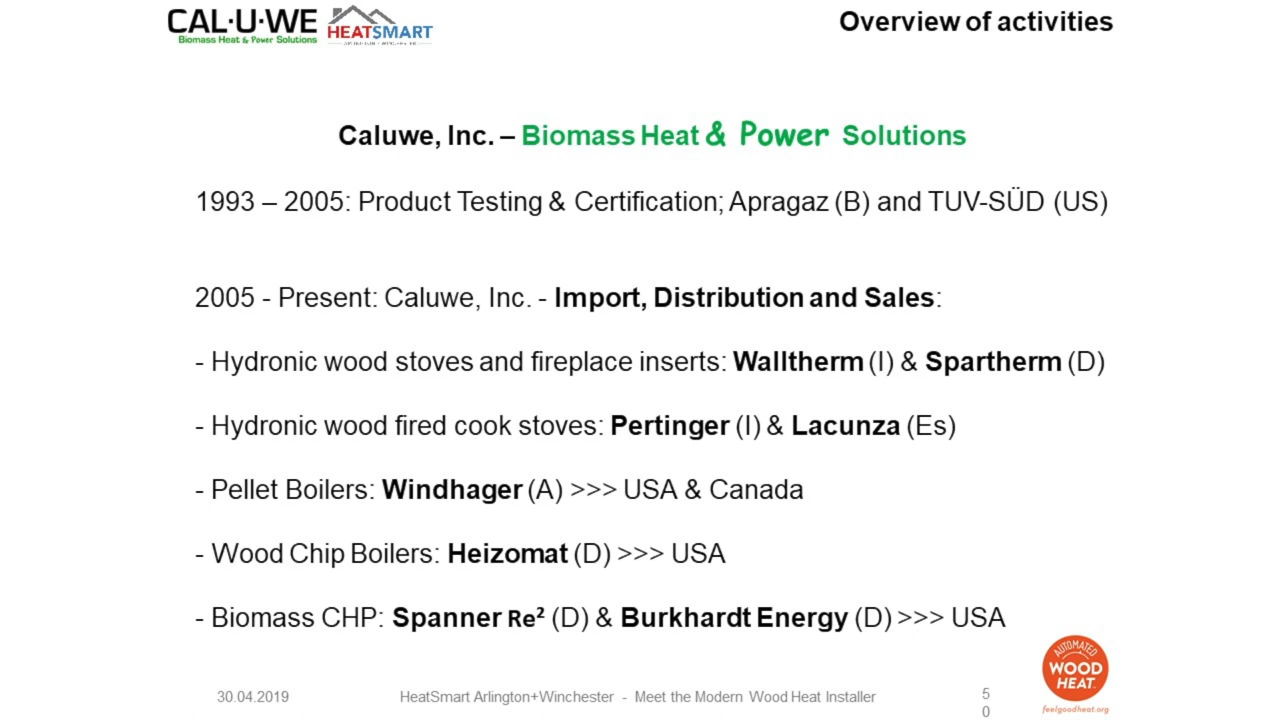 CAL·U·WE
Biomass Heat & Power Solutions
HEATSMART
Overview of activities
Caluwe, Inc. – Biomass Heat & Power Solutions
1993 – 2005: Product Testing & Certification; Apragaz (B) and TUV-SÜD (US)
2005 - Present: Caluwe, Inc. - Import, Distribution and Sales:
- Hydronic wood stoves and fireplace inserts: Walltherm (I) & Spartherm (D)
- Hydronic wood fired cook stoves: Pertinger (I) & Lacunza (Es)
- Pellet Boilers: Windhager (A) >>> USA & Canada
- Wood Chip Boilers: Heizomat (D) >>> USA
- Biomass CHP: Spanner Re² (D) & Burkhardt Energy (D) >>> USA
AUTOMATED
WOOD
HEAT
feelgoodheat.org
30.04.2019
HeatSmart Arlington+Winchester - Meet the Modern Wood Heat Installer
5
0